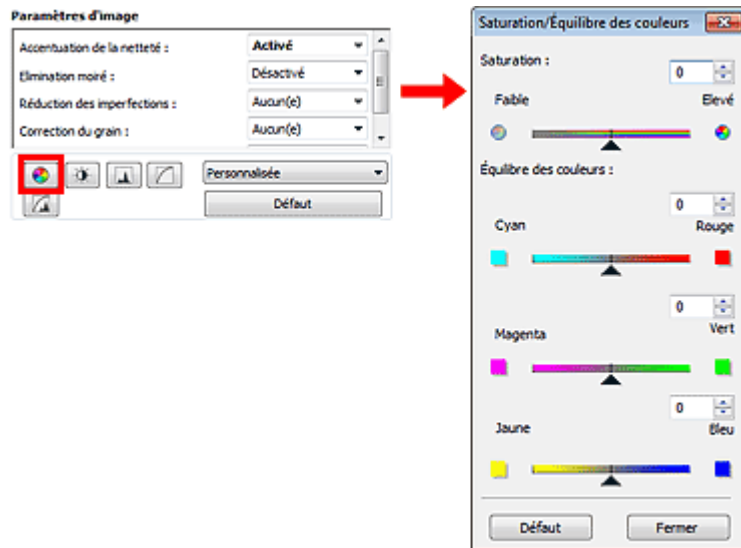 Paramètres d'image
Accentuation de la netteté : Activé
Elimination moiré : Désactivé
Réduction des imperfections : Aucun(e)
Correction du grain : Aucun(e)
Personnalisée
Défaut
Saturation/Équilibre des couleurs
Saturation :
0
Faible Elevé
Équilibre des couleurs :
0
Cyan Rouge
0
Magenta Vert
0
Jaune Bleu
Défaut Fermer